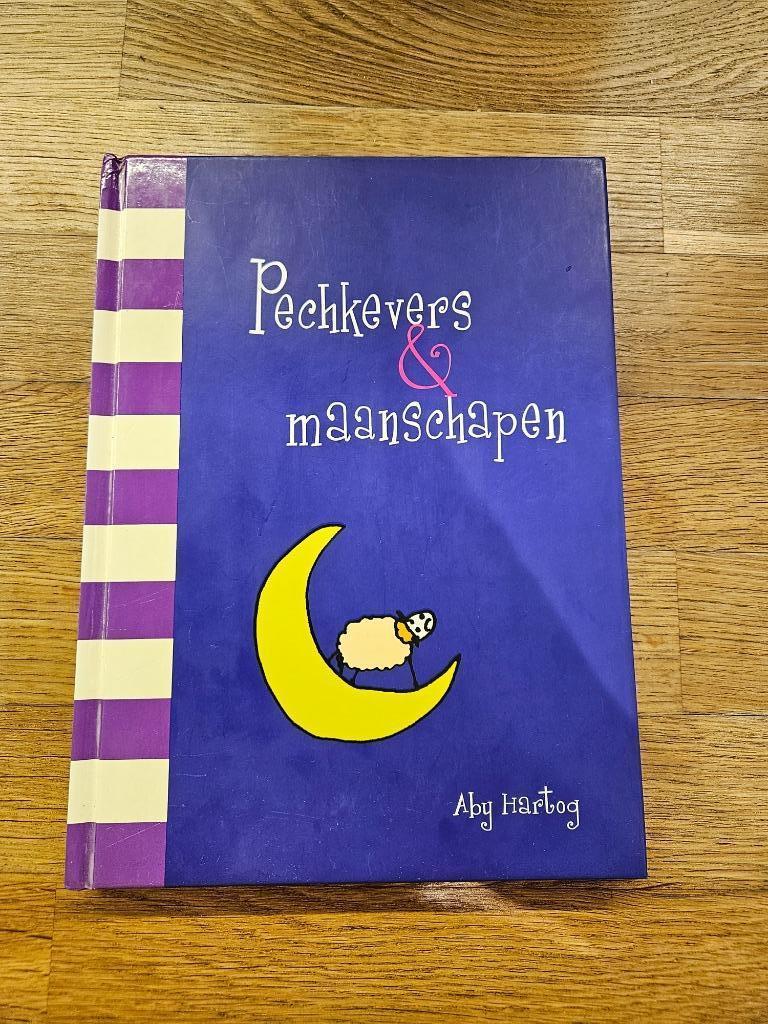 Pechkevers
&
maanschapen
Aby Hartog